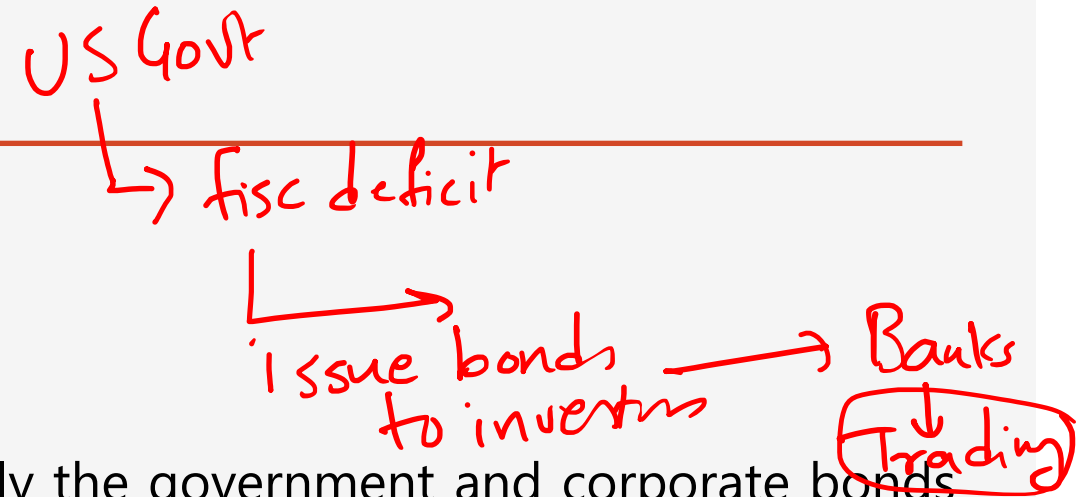 US Govt
fisc deficit
issue bonds
to investors
Banks
Trading
ly the government and corporate bonds